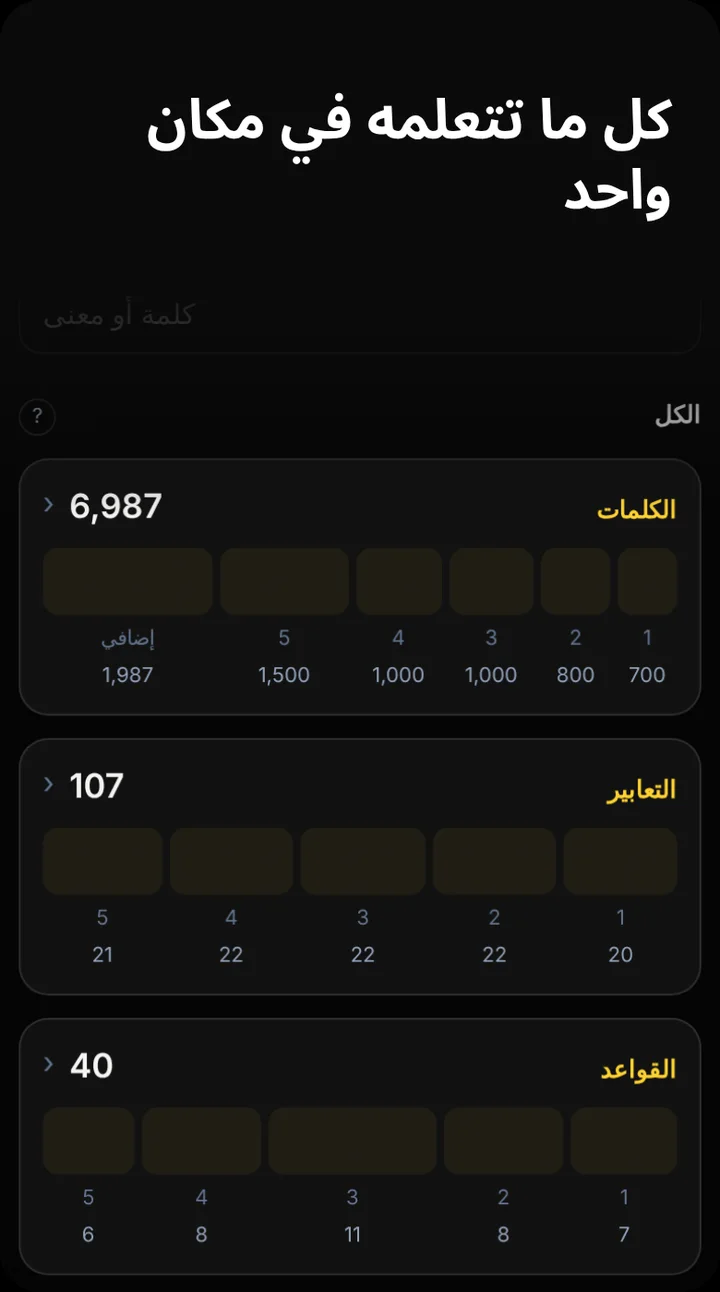 كل ما تتعلمه في مكان
واحد
كلمة أو معنى
الكل ?
الكلمات 6,987
1 2 3 4 5 إضافي
700 800 1,000 1,000 1,500 1,987
التعابير 107
1 2 3 4 5
20 22 22 22 21
القواعد 40
1 2 3 4 5
7 8 11 8 6